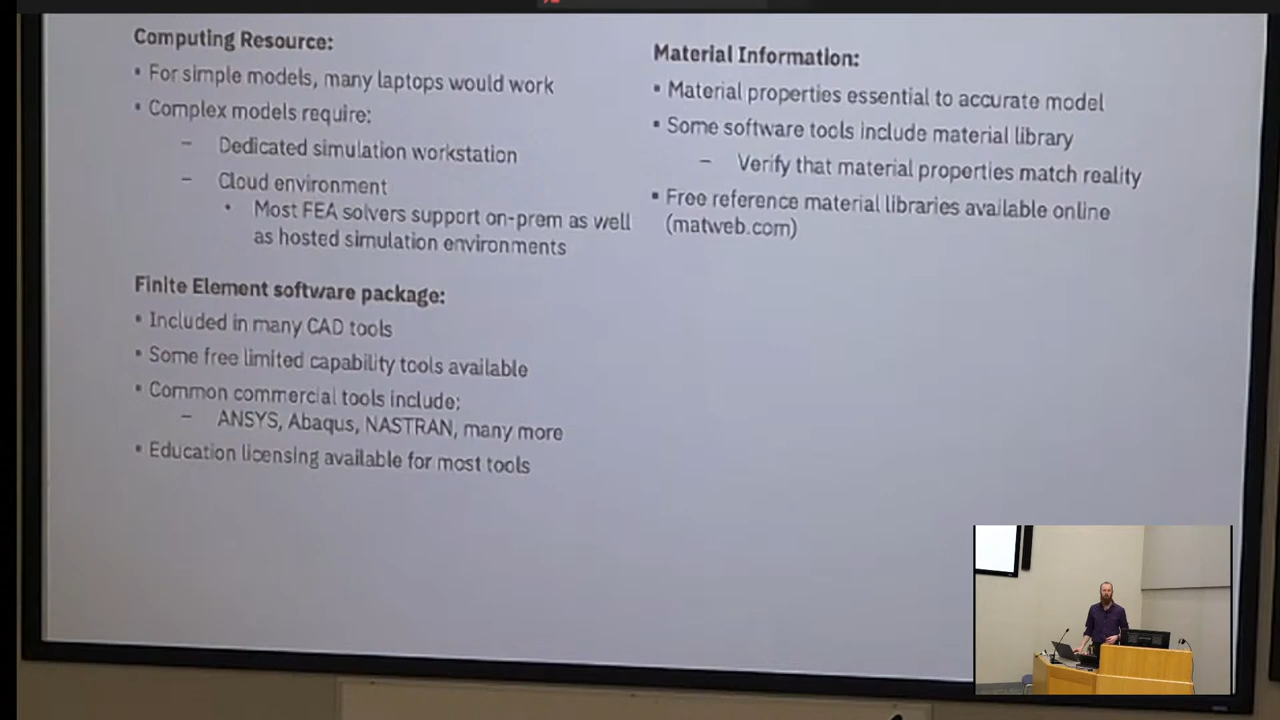 Computing Resource:
▪ For simple models, many laptops would work
▪ Complex models require:
– Dedicated simulation workstation
– Cloud environment
• Most FEA solvers support on-prem as well
as hosted simulation environments
Finite Element software package:
▪ Included in many CAD tools
▪ Some free limited capability tools available
▪ Common commercial tools include:
– ANSYS, Abaqus, NASTRAN, many more
▪ Education licensing available for most tools
Material Information:
▪ Material properties essential to accurate model
▪ Some software tools include material library
– Verify that material properties match reality
▪ Free reference material libraries available online
(matweb.com)